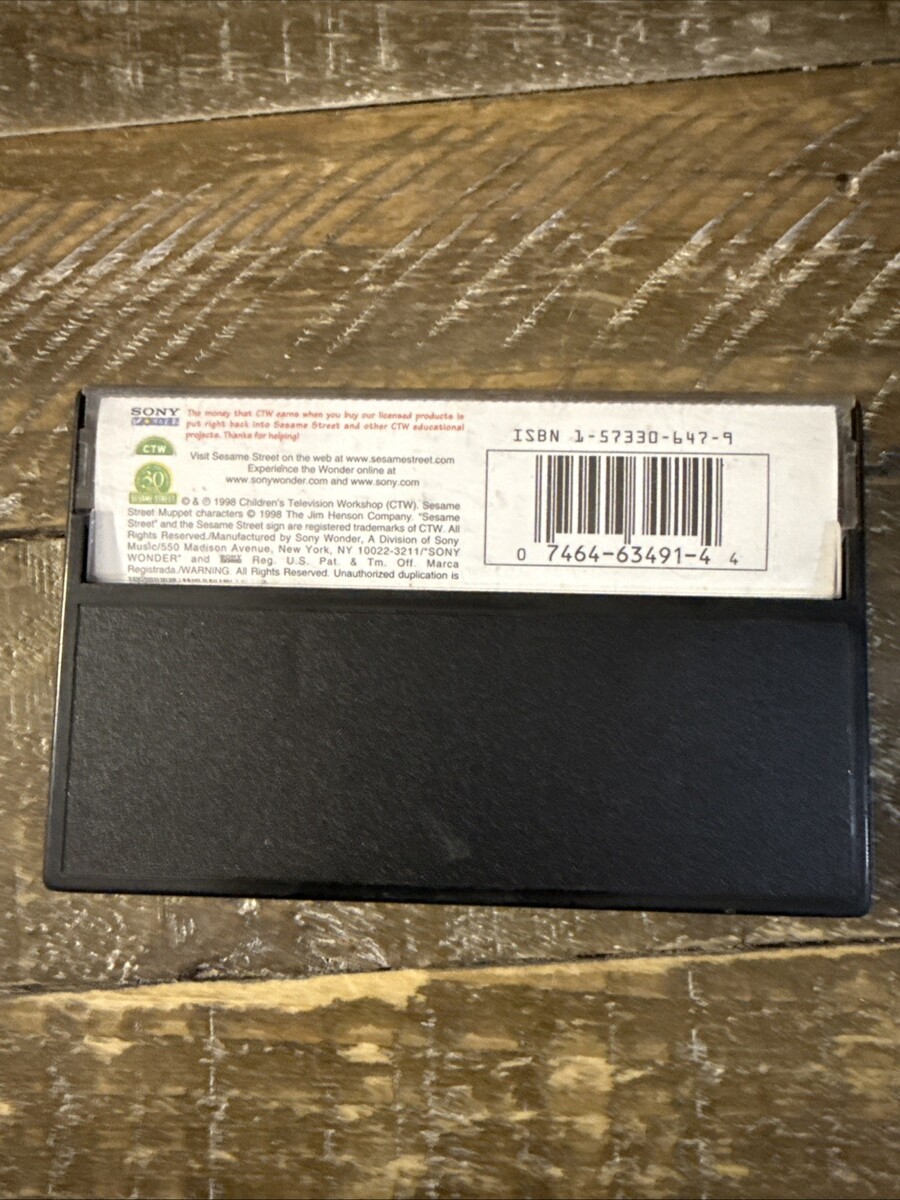 SONY
WONDER
The money that CTW earns when you buy our licensed products is
put right back into Sesame Street and other CTW educational
projects. Thanks for helping!
CTW
Visit Sesame Street on the web at www.sesamestreet.com
Experience the Wonder online at
www.sonywonder.com and www.sony.com
30
SESAME STREET
© & ℗ 1998 Children's Television Workshop (CTW). Sesame
Street Muppet characters © 1998 The Jim Henson Company. "Sesame
Street" and the Sesame Street sign are registered trademarks of CTW. All
Rights Reserved./Manufactured by Sony Wonder, A Division of Sony
Music/550 Madison Avenue, New York, NY 10022-3211/"SONY
WONDER" and Reg. U.S. Pat. & Tm. Off. Marca
Registrada./WARNING. All Rights Reserved. Unauthorized duplication is
ISBN 1-57330-647-9
0 7464-63491-4 4